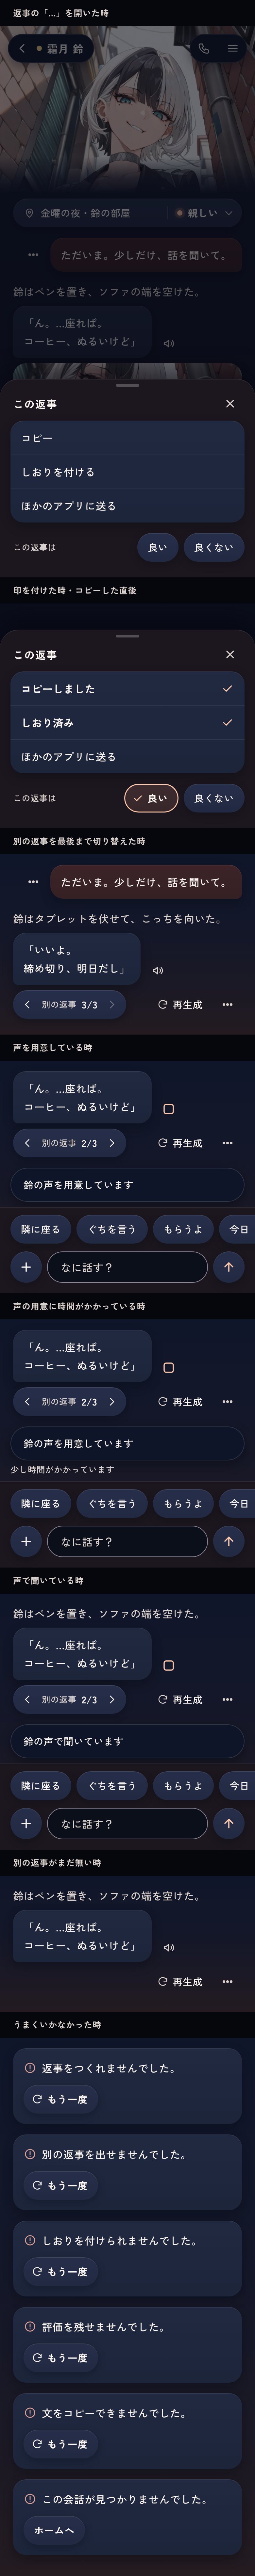 返事の「…」を開いた時
霜月 鈴
金曜の夜・鈴の部屋
親しい
ただいま。少しだけ、話を聞いて。
鈴はペンを置き、ソファの端を空けた。
「ん。…座れば。
コーヒー、ぬるいけど」
この返事
コピー
しおりを付ける
ほかのアプリに送る
この返事は
良い
良くない
印を付けた時・コピーした直後
この返事
コピーしました
しおり済み
ほかのアプリに送る
この返事は
良い
良くない
別の返事を最後まで切り替えた時
ただいま。少しだけ、話を聞いて。
鈴はタブレットを伏せて、こっちを向いた。
「いいよ。
締め切り、明日だし」
別の返事 3/3
再生成
声を用意している時
「ん。…座れば。
コーヒー、ぬるいけど」
別の返事 2/3
再生成
鈴の声を用意しています
隣に座る
ぐちを言う
もらうよ
今日
なに話す？
声の用意に時間がかかっている時
「ん。…座れば。
コーヒー、ぬるいけど」
別の返事 2/3
再生成
鈴の声を用意しています
少し時間がかかっています
隣に座る
ぐちを言う
もらうよ
今日
なに話す？
声で聞いている時
鈴はペンを置き、ソファの端を空けた。
「ん。…座れば。
コーヒー、ぬるいけど」
別の返事 2/3
再生成
鈴の声で聞いています
隣に座る
ぐちを言う
もらうよ
今日
なに話す？
別の返事がまだ無い時
鈴はペンを置き、ソファの端を空けた。
「ん。…座れば。
コーヒー、ぬるいけど」
再生成
うまくいかなかった時
返事をつくれませんでした。
もう一度
別の返事を出せませんでした。
もう一度
しおりを付けられませんでした。
もう一度
評価を残せませんでした。
もう一度
文をコピーできませんでした。
もう一度
この会話が見つかりませんでした。
ホームへ